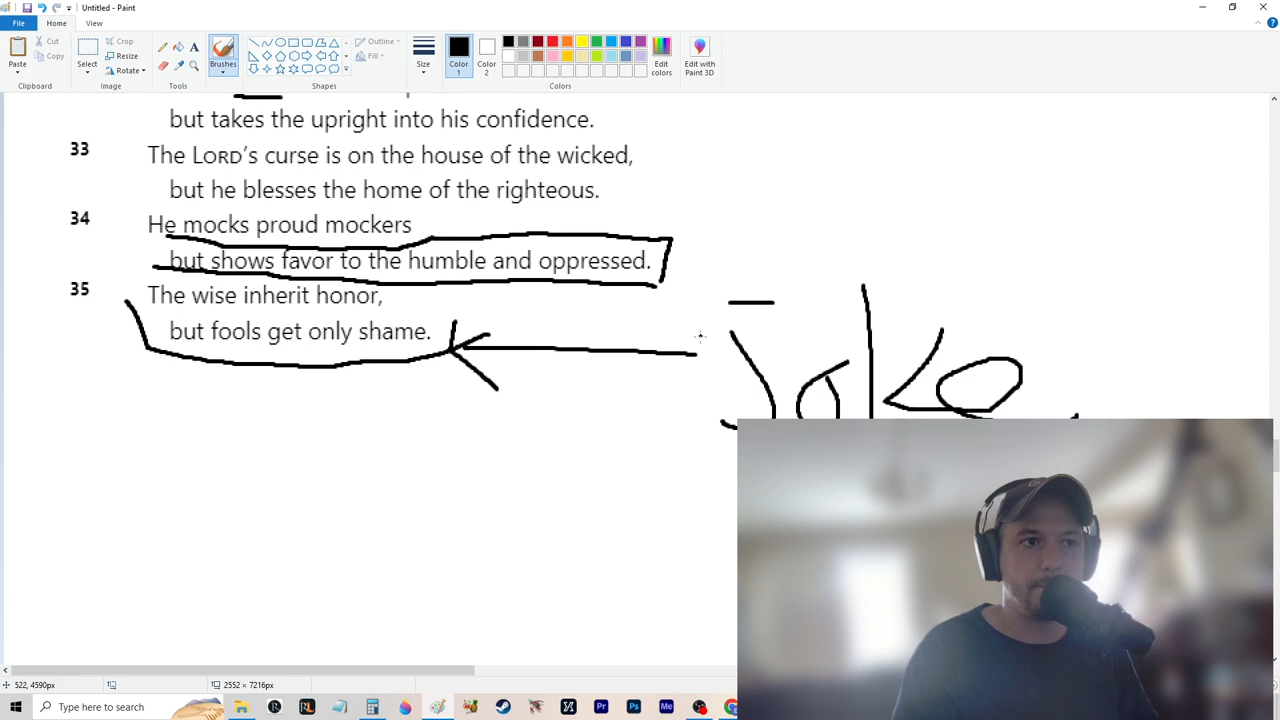 Untitled - Paint
File
Home
View
Paste
Cut
Copy
Clipboard
Select
Crop
Resize
Rotate
Image
Tools
Brushes
Shapes
Outline
Fill
Size
Color
1
Color
2
Colors
Edit
colors
Edit with
Paint 3D
but takes the upright into his confidence.
33 The LORD’s curse is on the house of the wicked,
but he blesses the home of the righteous.
34 He mocks proud mockers
but shows favor to the humble and oppressed.
35 The wise inherit honor,
but fools get only shame.
Jake
522, 4590px
2552 × 7216px
Type here to search
Pr
Ps
Me